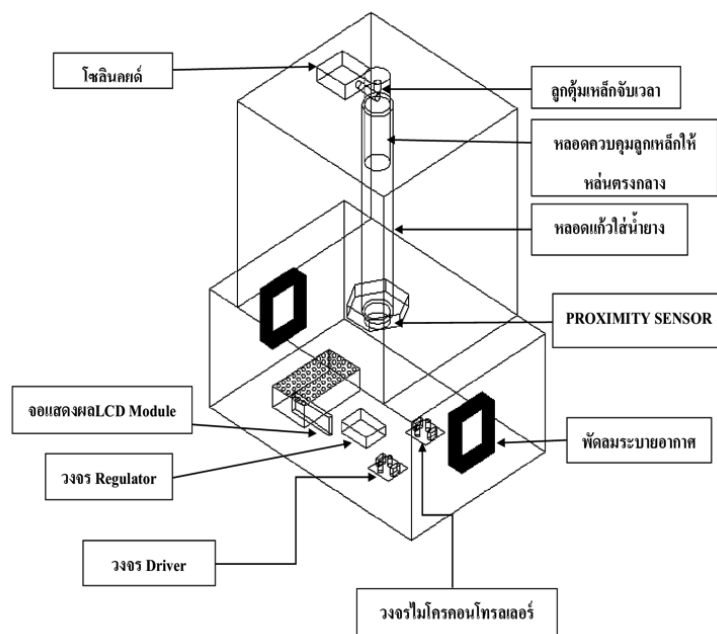 โซลินอยด์
ลูกตุ้มเหล็กจับเวลา
หลอดควบคุมลูกเหล็กให้
หล่นตรงกลาง
หลอดแก้วใส่น้ำยาง
PROXIMITY SENSOR
จอแสดงผลLCD Module
พัดลมระบายอากาศ
วงจร Regulator
วงจร Driver
วงจรไมโครคอนโทรลเลอร์